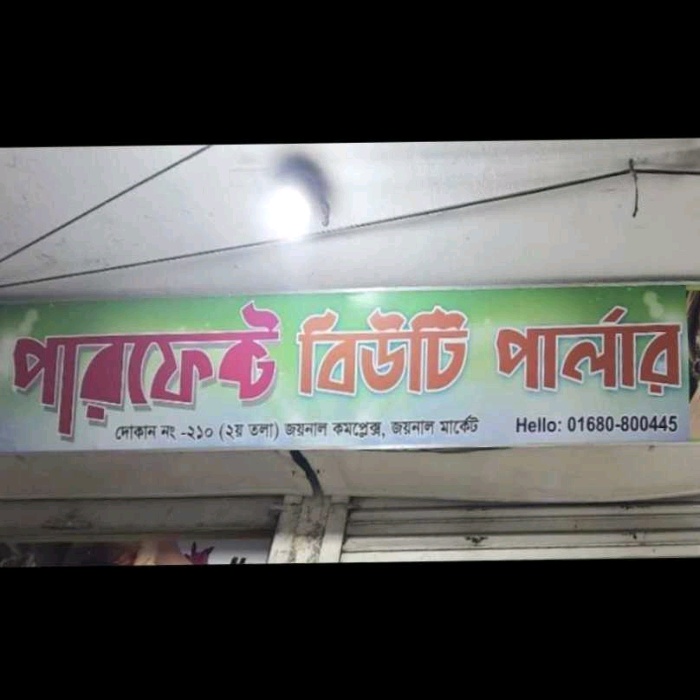 পারফেক্ট বিউটি পার্লার
দোকান নং -২১০ (২য় তলা) জয়নাল কমপ্লেক্স, জয়নাল মার্কেট Hello: 01680-800445